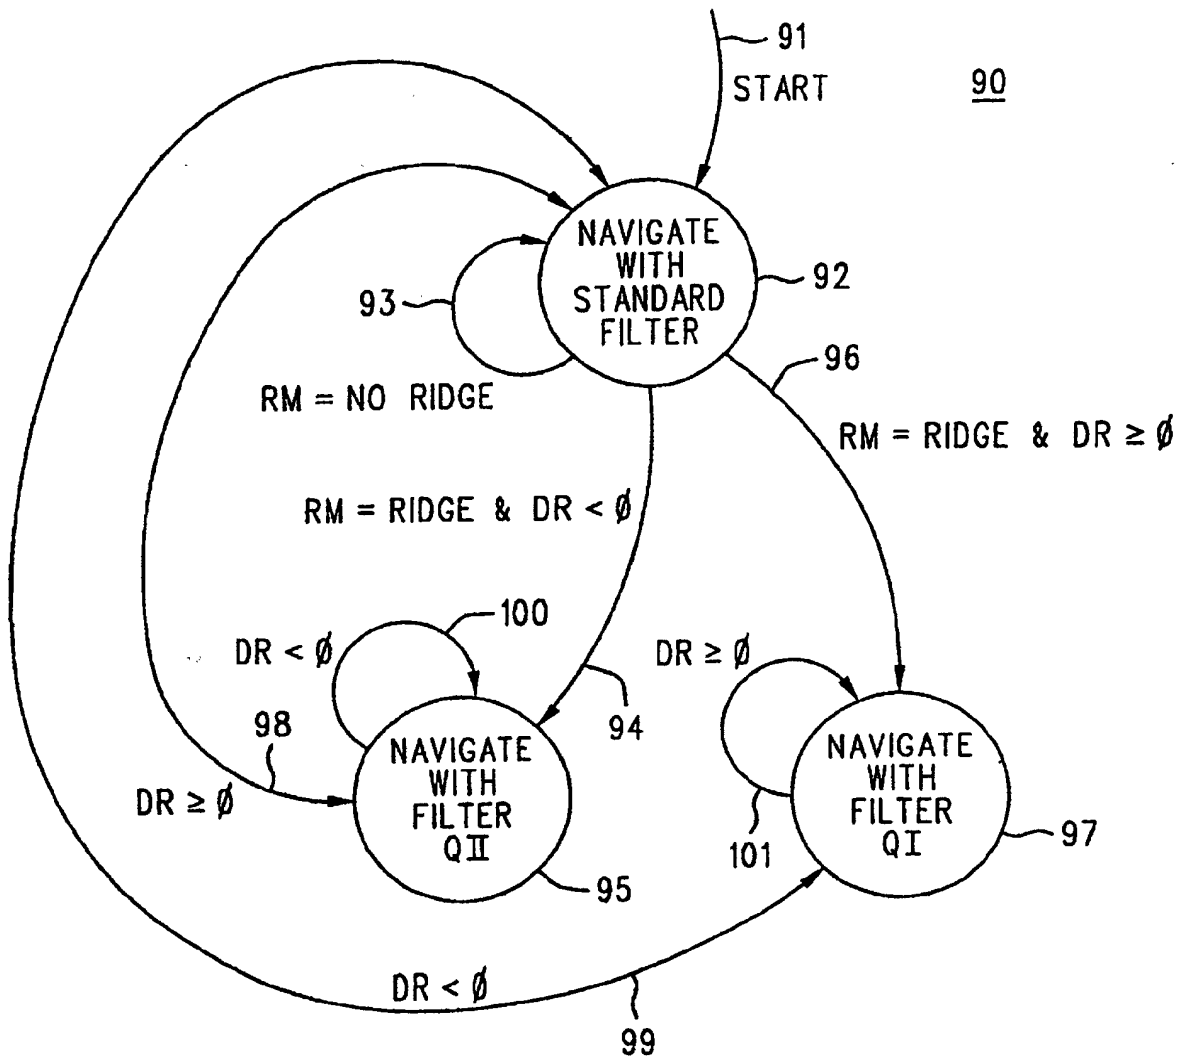 91
START
90
NAVIGATE
WITH
STANDARD
FILTER
92
93
96
RM = NO RIDGE
RM = RIDGE & DR ≥ Ø
RM = RIDGE & DR < Ø
100
DR < Ø
DR ≥ Ø
94
98
NAVIGATE
WITH
FILTER
QII
NAVIGATE
WITH
FILTER
QI
DR ≥ Ø
97
101
95
DR < Ø
99